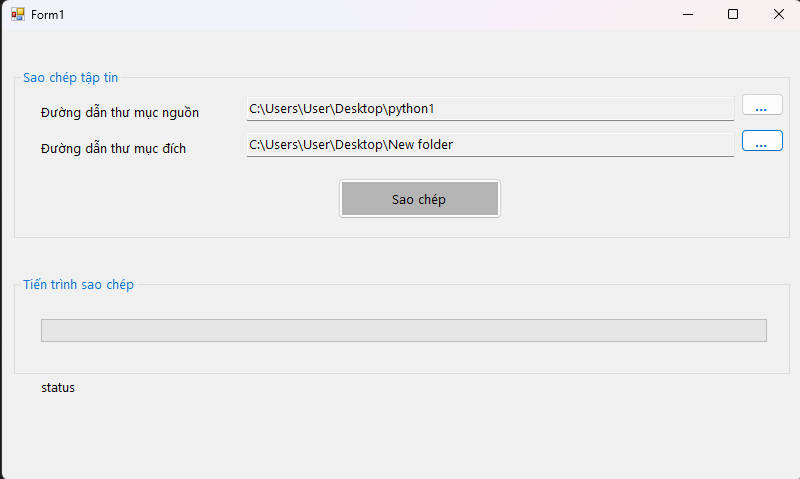 Form1
Sao chép tập tin
Đường dẫn thư mục nguồn C:\Users\User\Desktop\python1 ...
Đường dẫn thư mục đích C:\Users\User\Desktop\New folder ...
Sao chép
Tiến trình sao chép
status